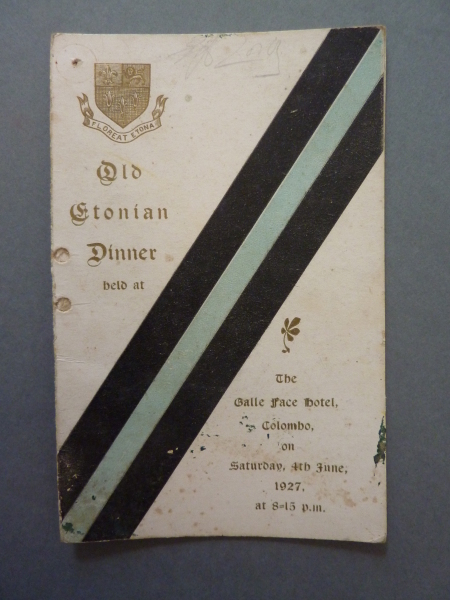 FLOREAT ETONA
Old
Etonian
Dinner
held at
The
Galle Face Hotel,
Colombo,
on
Saturday, 4th June,
1927,
at 8-15 p.m.